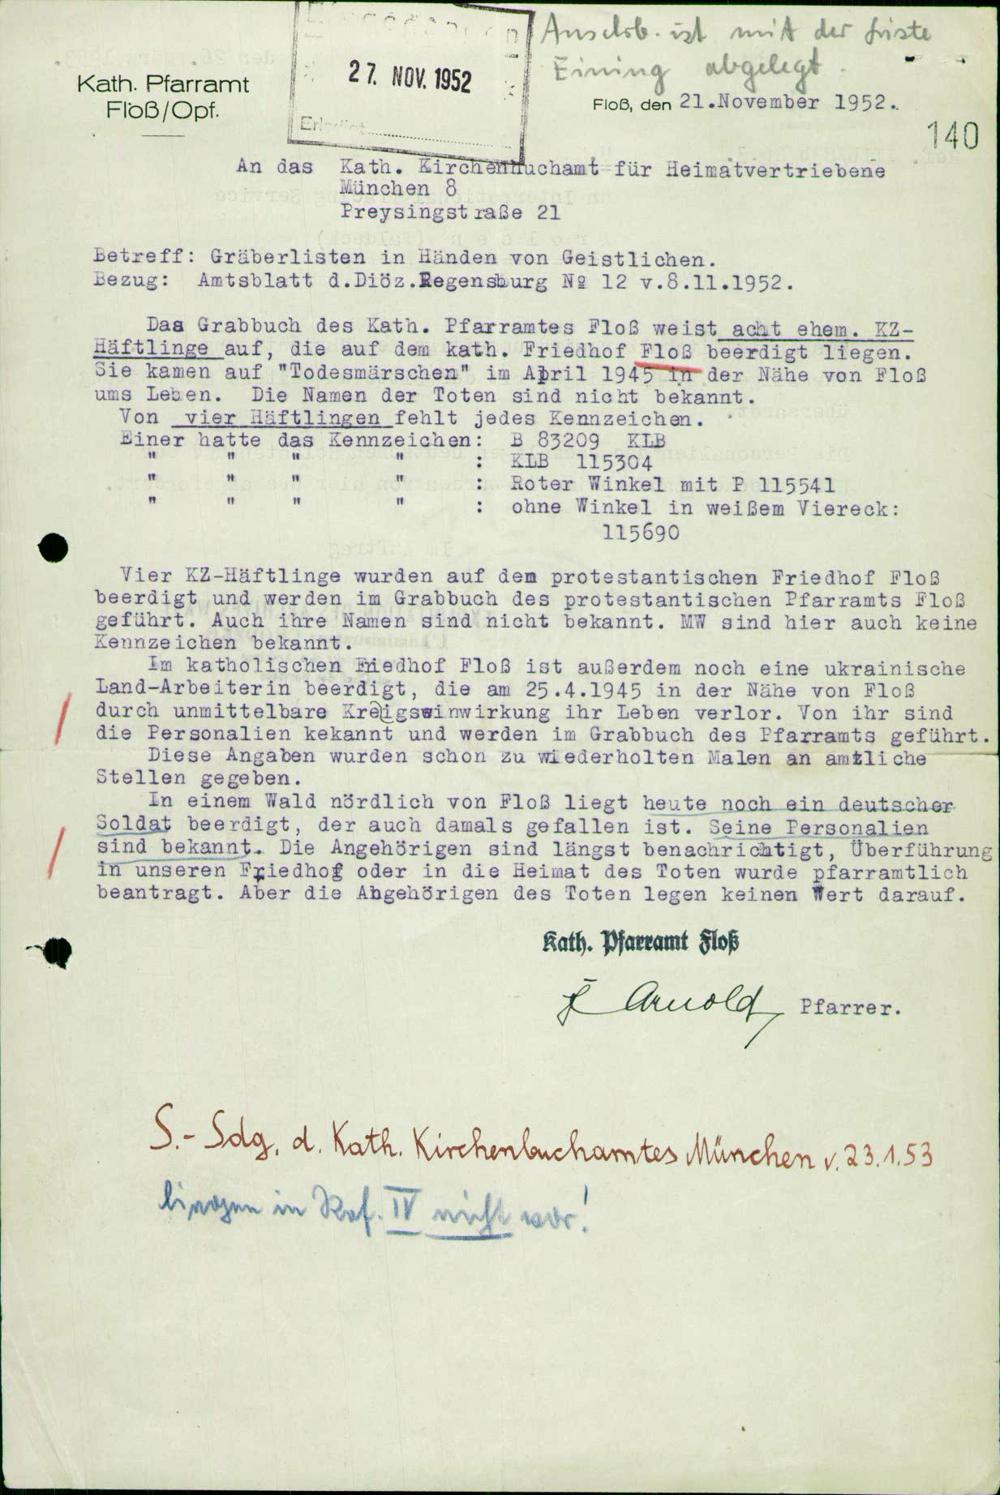 Anschrb. ist mit der Liste
Eining abgelegt.
27. NOV. 1952
Kath. Pfarramt
Floß/Opf.
Floß, den 21.November 1952.
140
An das Kath. Kirchenbuchamt für Heimatvertriebene
München 8
Preysingstraße 21
Betreff: Gräberlisten in Händen von Geistlichen.
Bezug: Amtsblatt d.Diöz.Regensburg № 12 v.8.11.1952.
Das Grabbuch des Kath. Pfarramtes Floß weist acht ehem. KZ-
Häftlinge auf, die auf dem kath. Friedhof Floß beerdigt liegen.
Sie kamen auf "Todesmärschen" im April 1945 in der Nähe von Floß
ums Leben. Die Namen der Toten sind nicht bekannt.
Von vier Häftlingen fehlt jedes Kennzeichen.
Einer hatte das Kennzeichen: B 83209 KLB
" " " " : KLB 115304
" " " " : Roter Winkel mit P 115541
" " " " : ohne Winkel in weißem Viereck:
115690
Vier KZ-Häftlinge wurden auf dem protestantischen Friedhof Floß
beerdigt und werden im Grabbuch des protestantischen Pfarramts Floß
geführt. Auch ihre Namen sind nicht bekannt. MW sind hier auch keine
Kennzeichen bekannt.
Im katholischen Friedhof Floß ist außerdem noch eine ukrainische
Land-Arbeiterin beerdigt, die am 25.4.1945 in der Nähe von Floß
durch unmittelbare Kreigswinwirkung ihr Leben verlor. Von ihr sind
die Personalien kekannt und werden im Grabbuch des Pfarramts geführt.
Diese Angaben wurden schon zu wiederholten Malen an amtliche
Stellen gegeben.
In einem Wald nördlich von Floß liegt heute noch ein deutscher
Soldat beerdigt, der auch damals gefallen ist. Seine Personalien
sind bekannt. Die Angehörigen sind längst benachrichtigt, Überführung
in unseren Friedhof oder in die Heimat des Toten wurde pfarramtlich
beantragt. Aber die Angehörigen des Toten legen keinen Wert darauf.
Kath. Pfarramt Floß
J Arnold Pfarrer.
S.- Sdg. d. Kath. Kirchenbuchamtes München v. 23.1.53
liegen in Ref. IV nicht vor!